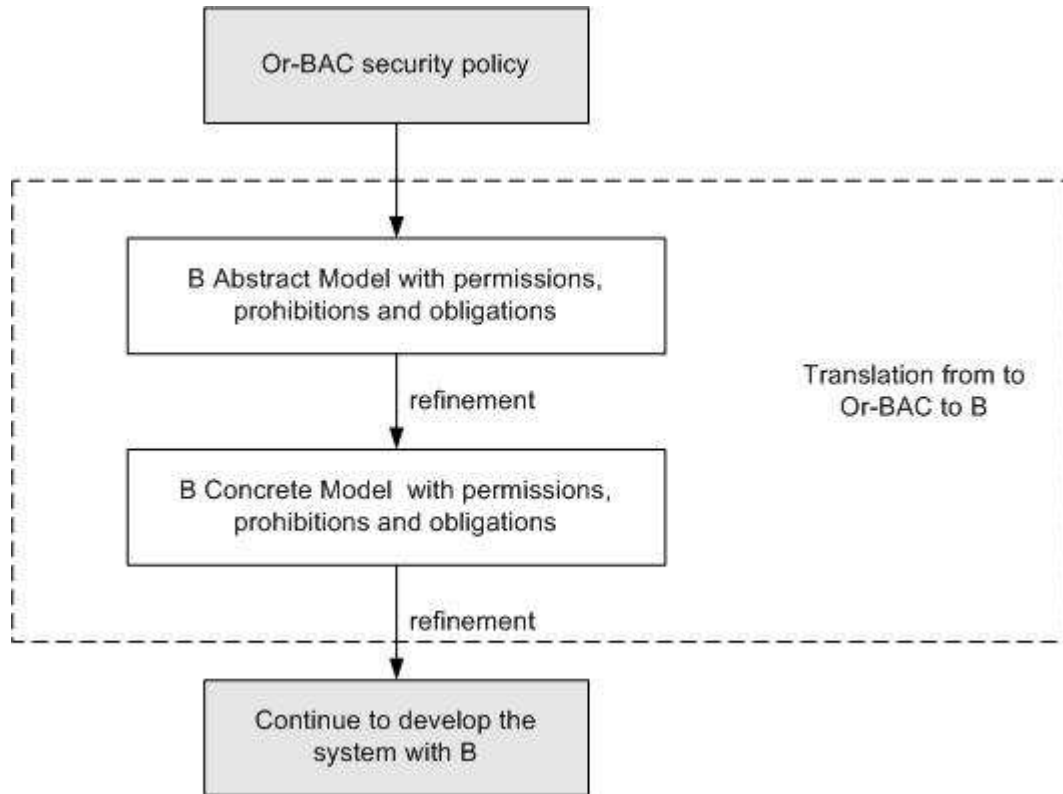 Or-BAC security policy
B Abstract Model with permissions,
prohibitions and obligations
refinement
Translation from to
Or-BAC to B
B Concrete Model with permissions,
prohibitions and obligations
refinement
Continue to develop the
system with B